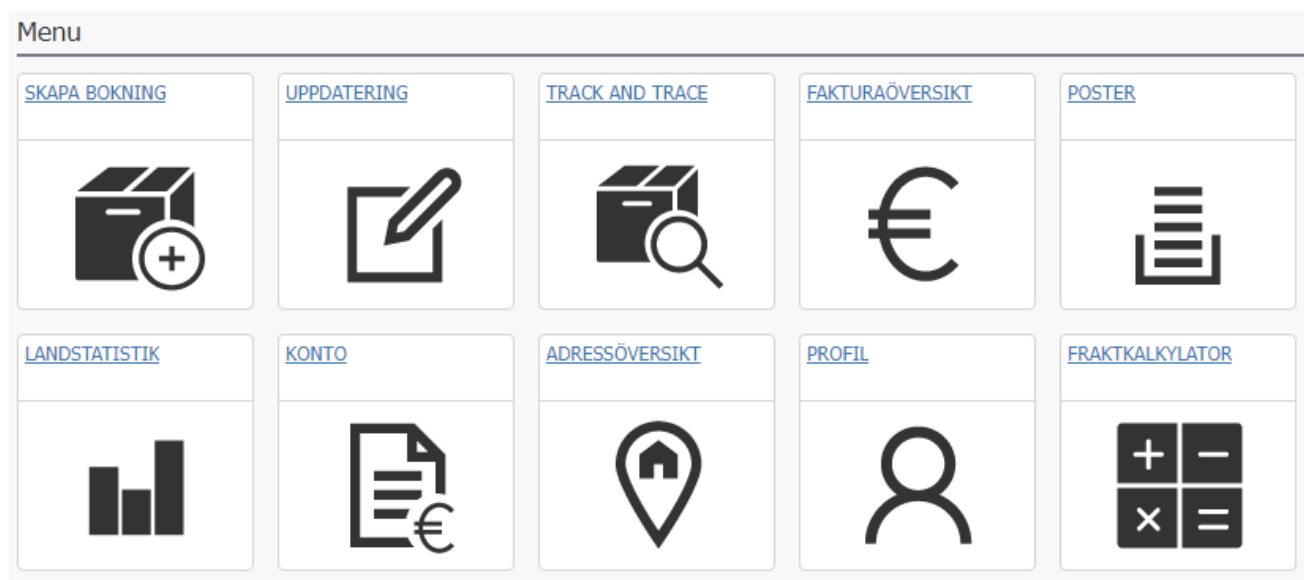 Menu
SKAPA BOKNING
UPPDATERING
TRACK AND TRACE
FAKTURAÖVERSIKT
POSTER
LANDSTATISTIK
KONTO
ADRESSÖVERSIKT
PROFIL
FRAKTKALKYLATOR